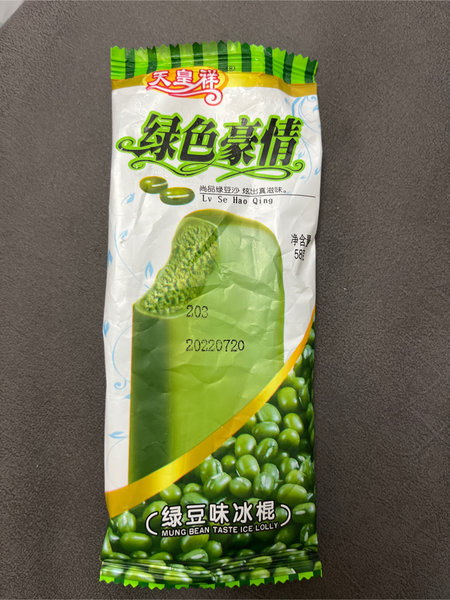 天皇祥
绿色豪情
尚品绿豆沙 炫出真滋味。
Lv Se Hao Qing
净含量
58
203
20220720
绿豆味冰棍
MUNG BEAN TASTE ICE LOLLY